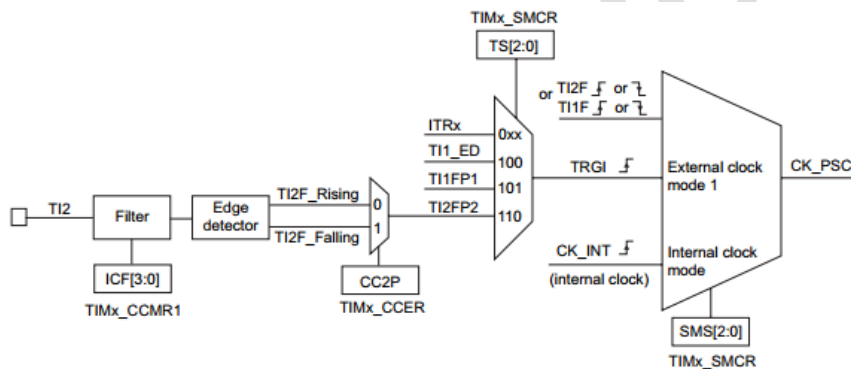 TIMx_SMCR
TS[2:0]
or TI2F or
TI1F or
ITRx
0xx
TI1_ED
100
TI1FP1
101
TI2FP2
110
TRGI
External clock
mode 1
CK_PSC
TI2
Filter
Edge
detector
TI2F_Rising
0
TI2F_Falling
1
ICF[3:0]
TIMx_CCMR1
CC2P
TIMx_CCER
CK_INT
(internal clock)
Internal clock
mode
SMS[2:0]
TIMx_SMCR